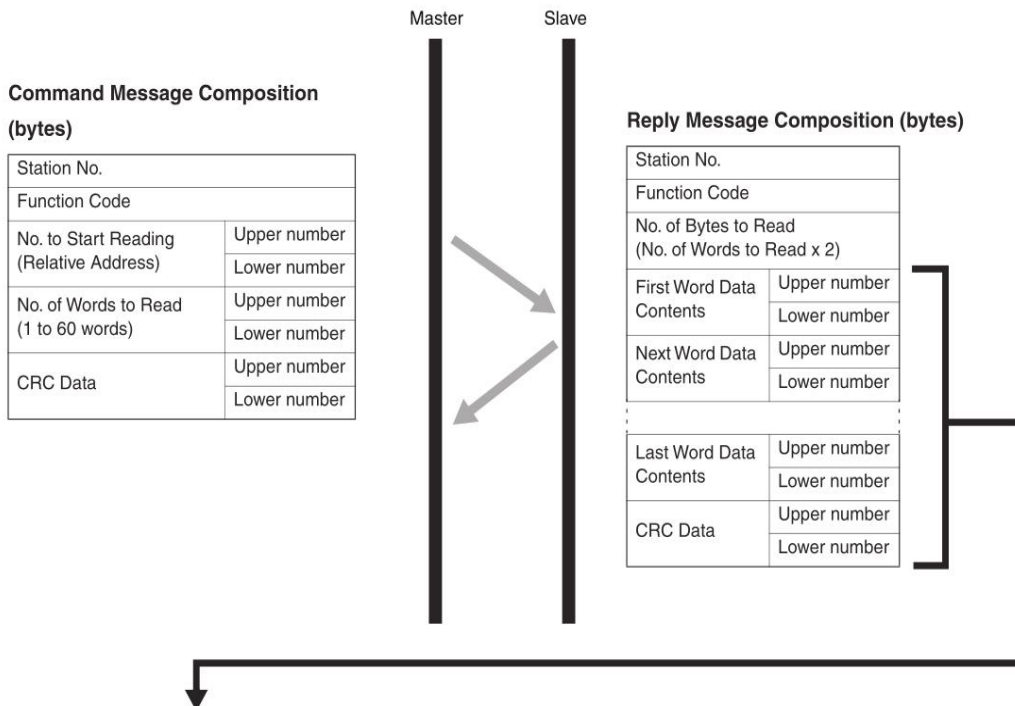 Master
Slave
Command Message Composition
(bytes)
Station No.
Function Code
No. to Start Reading
(Relative Address)
Upper number
Lower number
No. of Words to Read
(1 to 60 words)
Upper number
Lower number
CRC Data
Upper number
Lower number
Reply Message Composition (bytes)
Station No.
Function Code
No. of Bytes to Read
(No. of Words to Read x 2)
First Word Data
Contents
Upper number
Lower number
Next Word Data
Contents
Upper number
Lower number
Last Word Data
Contents
Upper number
Lower number
CRC Data
Upper number
Lower number